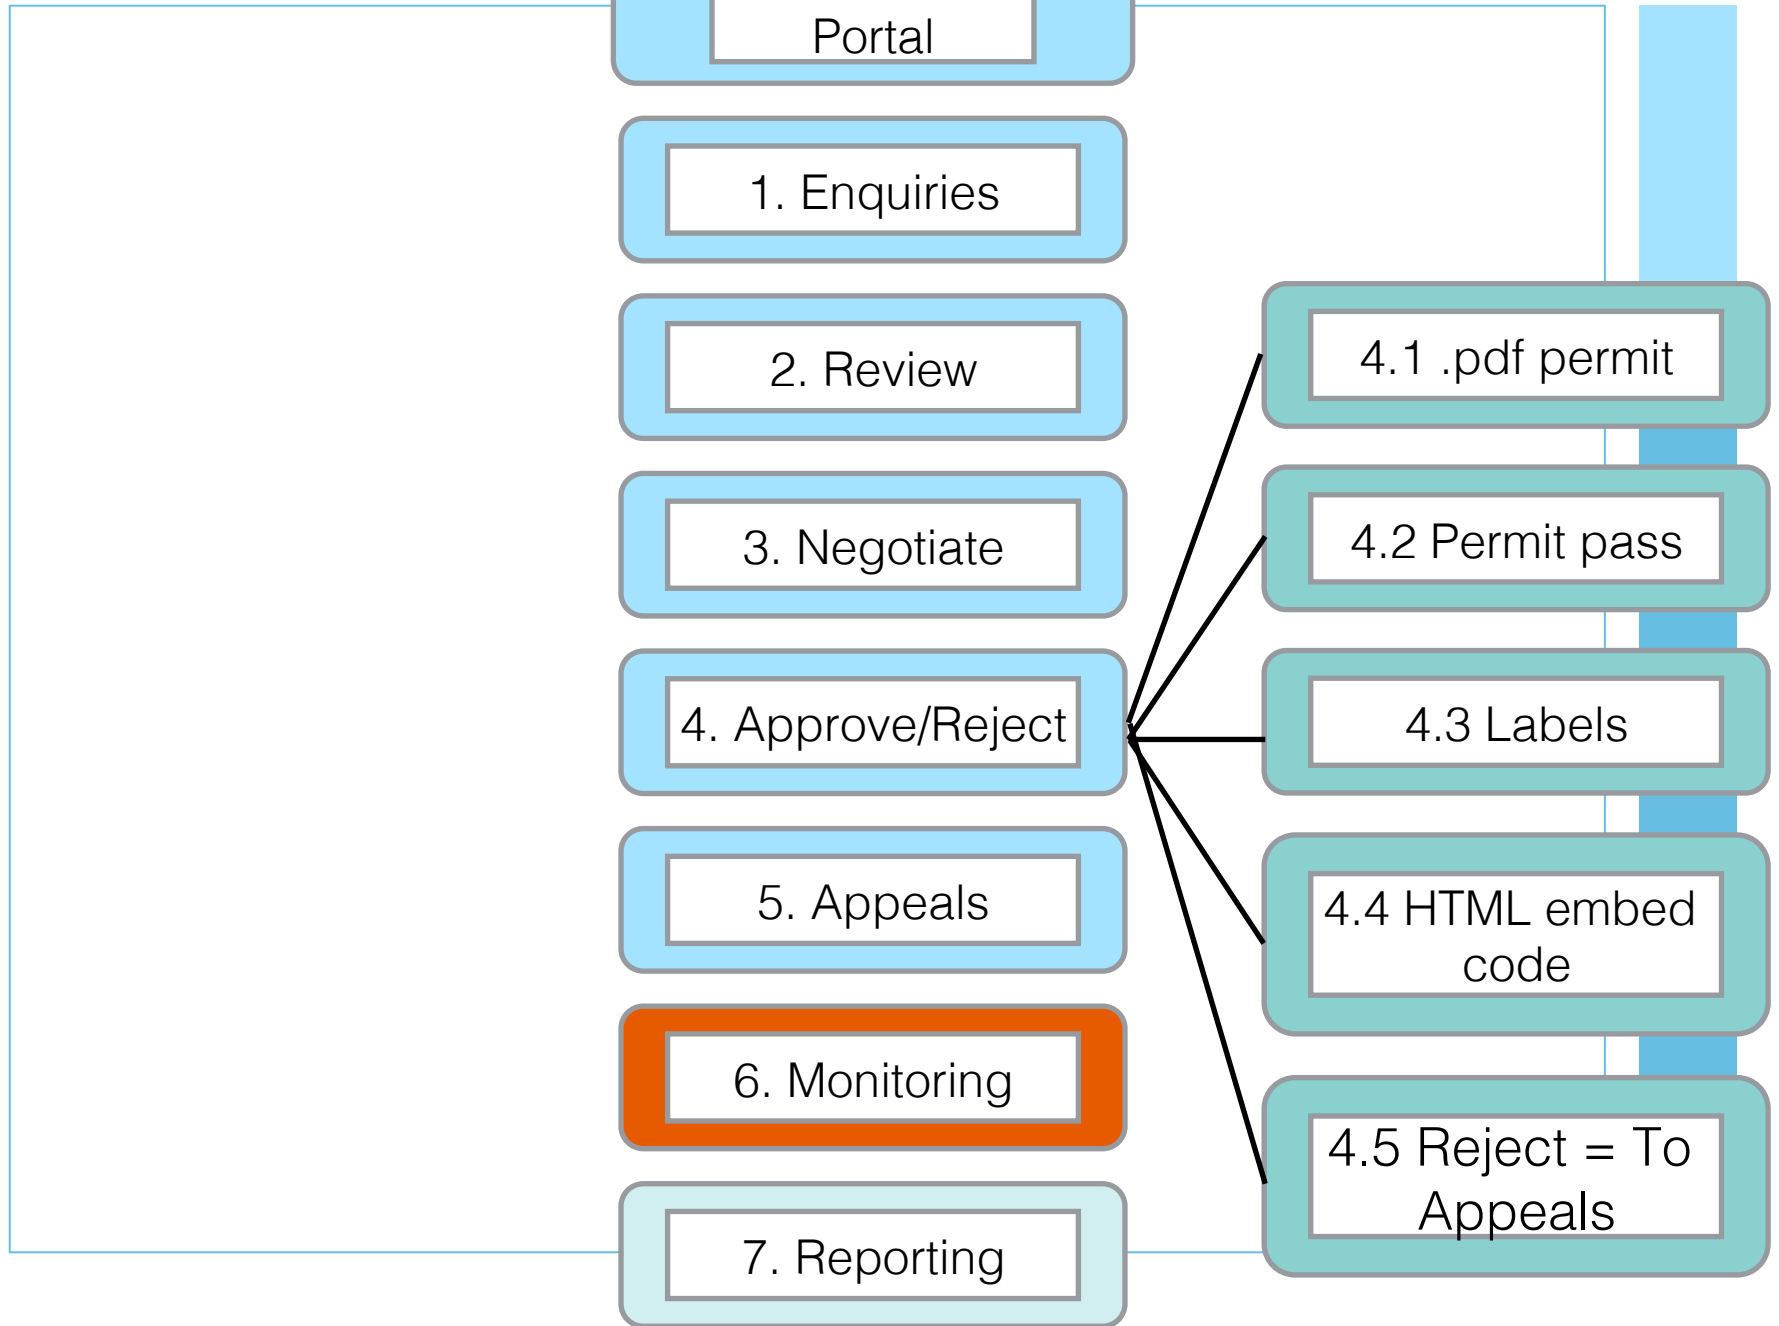 Portal
1. Enquiries
2. Review
3. Negotiate
4. Approve/Reject
5. Appeals
6. Monitoring
7. Reporting
4.1 .pdf permit
4.2 Permit pass
4.3 Labels
4.4 HTML embed
code
4.5 Reject = To
Appeals